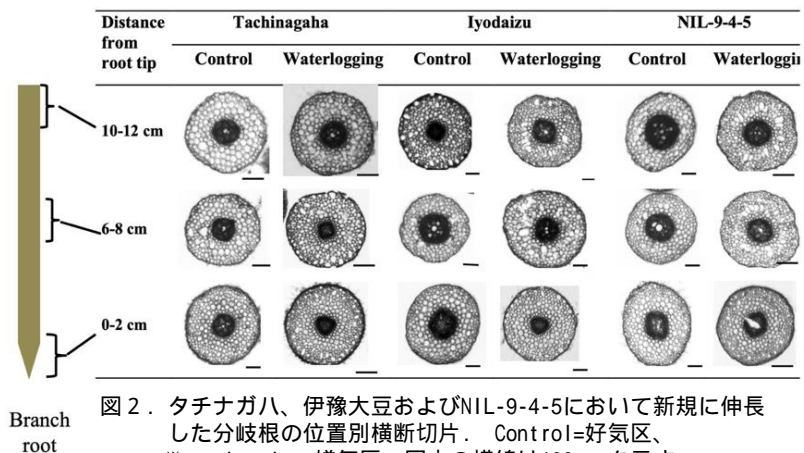 Distance from root tip
Tachinagaha
Iyodaizu
NIL-9-4-5
Control
Waterlogging
Control
Waterlogging
Control
Waterloggin
10-12 cm
6-8 cm
0-2 cm
Branch root
図２．タチナガハ、伊豫大豆およびNIL-9-4-5において新規に伸長
した分岐根の位置別横断切片． Control=好気区、